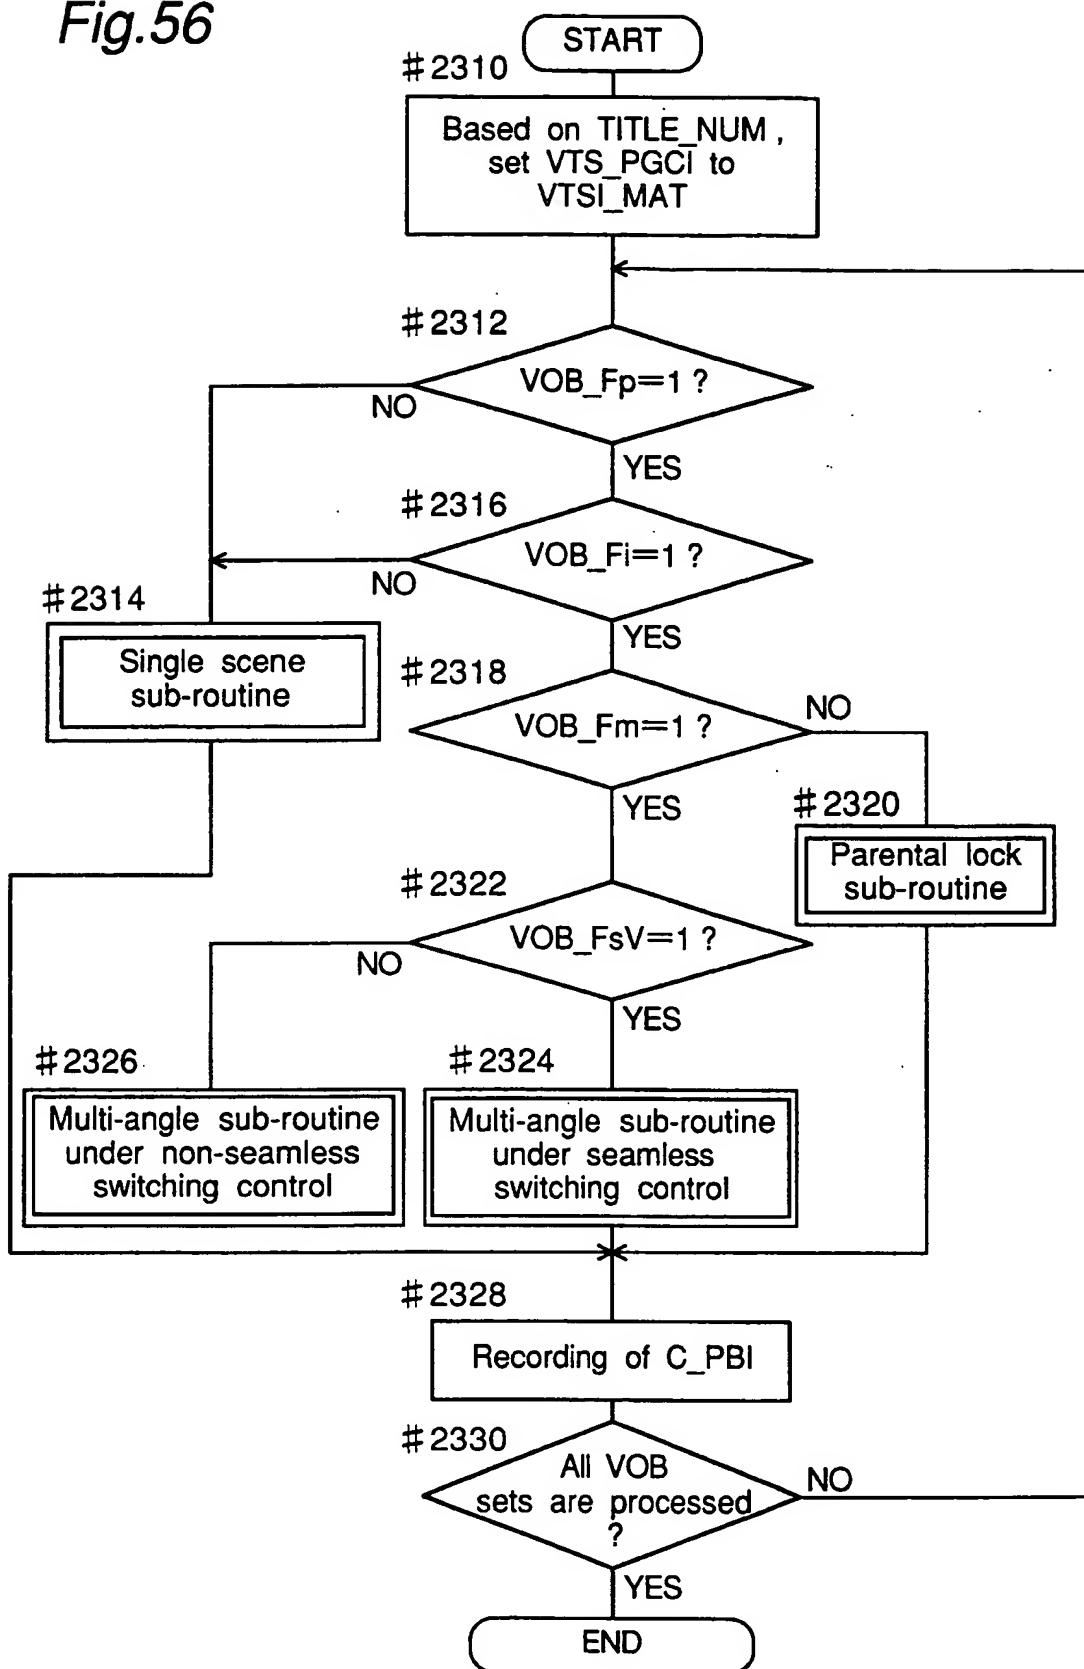 Fig.56
START
#2310
Based on TITLE_NUM,
set VTS_PGCI to
VTSI_MAT
#2312
VOB_Fp=1 ?
NO
YES
#2316
VOB_Fi=1 ?
NO
YES
#2314
Single scene
sub-routine
#2318
VOB_Fm=1 ?
NO
YES
#2320
Parental lock
sub-routine
#2322
VOB_FsV=1 ?
NO
YES
#2326
Multi-angle sub-routine
under non-seamless
switching control
#2324
Multi-angle sub-routine
under seamless
switching control
#2328
Recording of C_PBI
#2330
All VOB
sets are processed
?
NO
YES
END